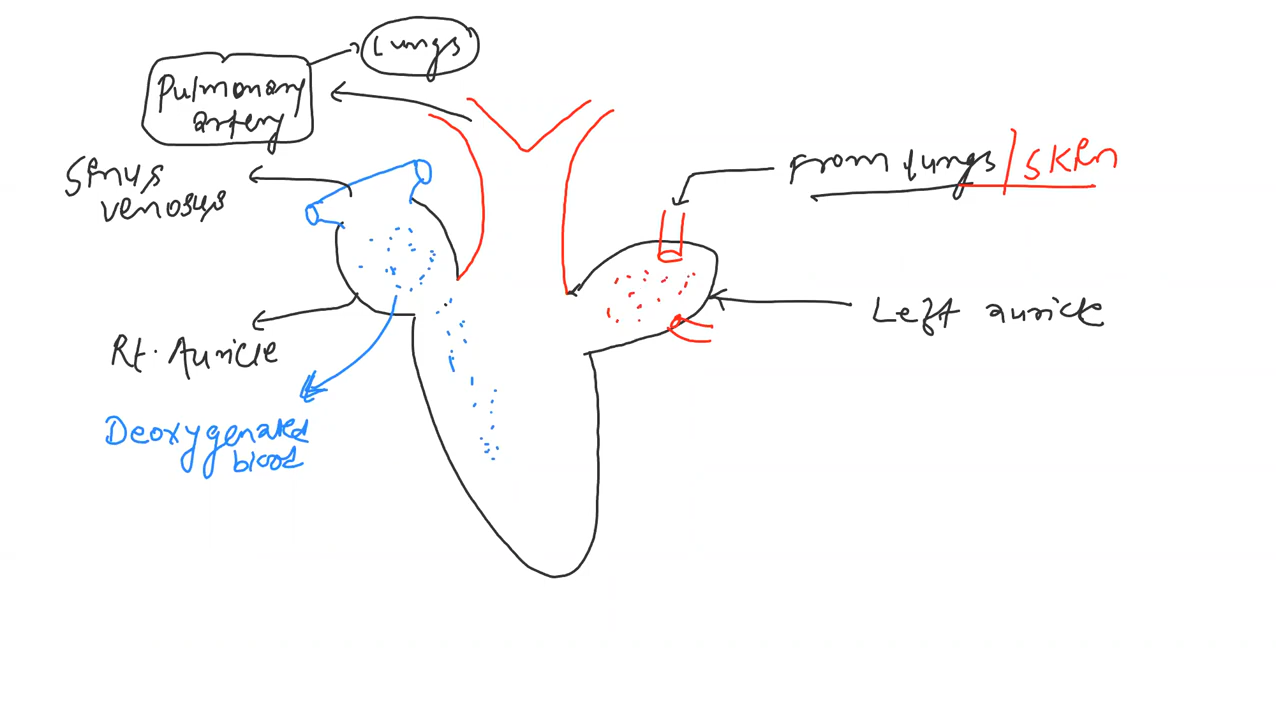 Lungs
Pulmonary
artery
Sinus
venosus
From lungs/SKIn
Left auricle
Rt. Auricle
Deoxygenated
blood